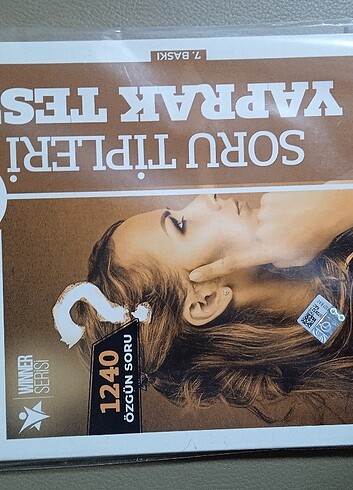 7. BASKI
YAPRAK TES
SORU TİPLERİ
?
1240
ÖZGÜN SORU
WINNER
SERİSİ